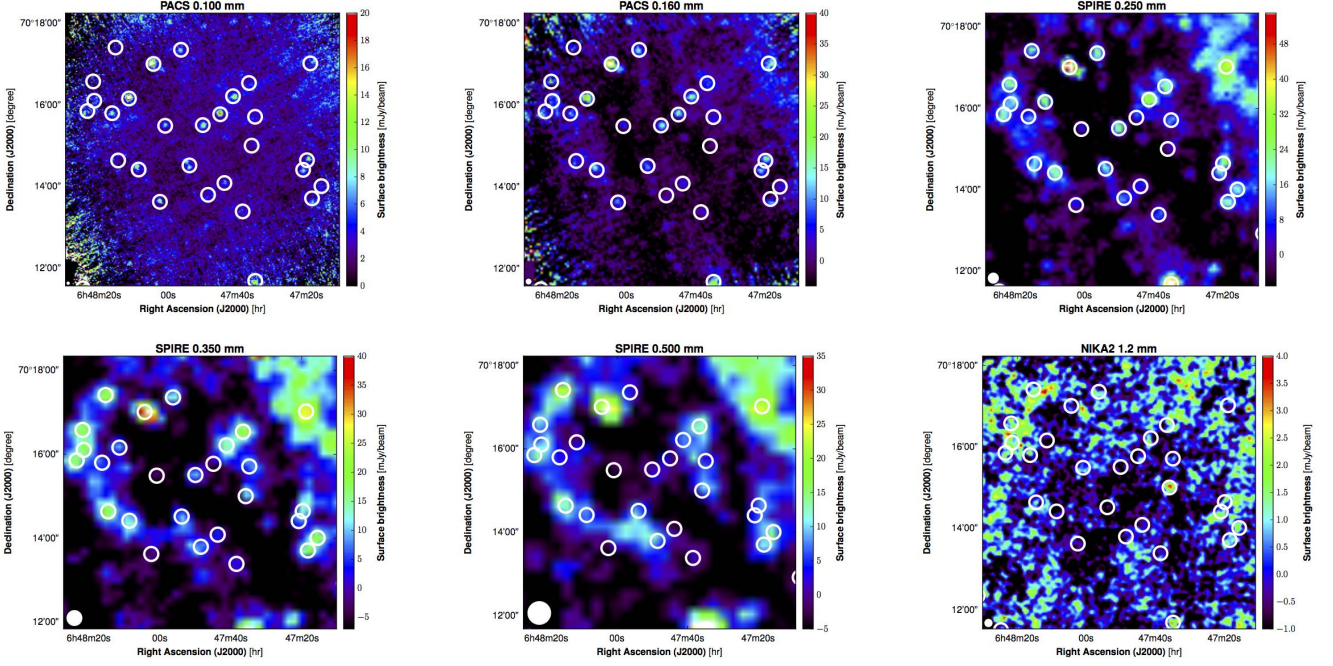 PACS 0.100 mm
70°18'00"
16'00"
14'00"
12'00"
Declination (J2000) [degree]
6h48m20s 00s 47m40s 47m20s
Right Ascension (J2000) [hr]
20
18
16
14
12
10
8
6
4
2
0
Surface brightness [mJy/beam]
PACS 0.160 mm
70°18'00"
16'00"
14'00"
12'00"
Declination (J2000) [degree]
6h48m20s 00s 47m40s 47m20s
Right Ascension (J2000) [hr]
40
35
30
25
20
15
10
5
0
Surface brightness [mJy/beam]
SPIRE 0.250 mm
70°18'00"
16'00"
14'00"
12'00"
Declination (J2000) [degree]
6h48m20s 00s 47m40s 47m20s
Right Ascension (J2000) [hr]
48
40
32
24
16
8
0
Surface brightness [mJy/beam]
SPIRE 0.350 mm
70°18'00"
16'00"
14'00"
12'00"
Declination (J2000) [degree]
6h48m20s 00s 47m40s 47m20s
Right Ascension (J2000) [hr]
40
35
30
25
20
15
10
5
0
−5
Surface brightness [mJy/beam]
SPIRE 0.500 mm
70°18'00"
16'00"
14'00"
12'00"
Declination (J2000) [degree]
6h48m20s 00s 47m40s 47m20s
Right Ascension (J2000) [hr]
35
30
25
20
15
10
5
0
−5
Surface brightness [mJy/beam]
NIKA2 1.2 mm
70°18'00"
16'00"
14'00"
12'00"
Declination (J2000) [degree]
6h48m20s 00s 47m40s 47m20s
Right Ascension (J2000) [hr]
4.0
3.5
3.0
2.5
2.0
1.5
1.0
0.5
0.0
−0.5
−1.0
Surface brightness [mJy/beam]